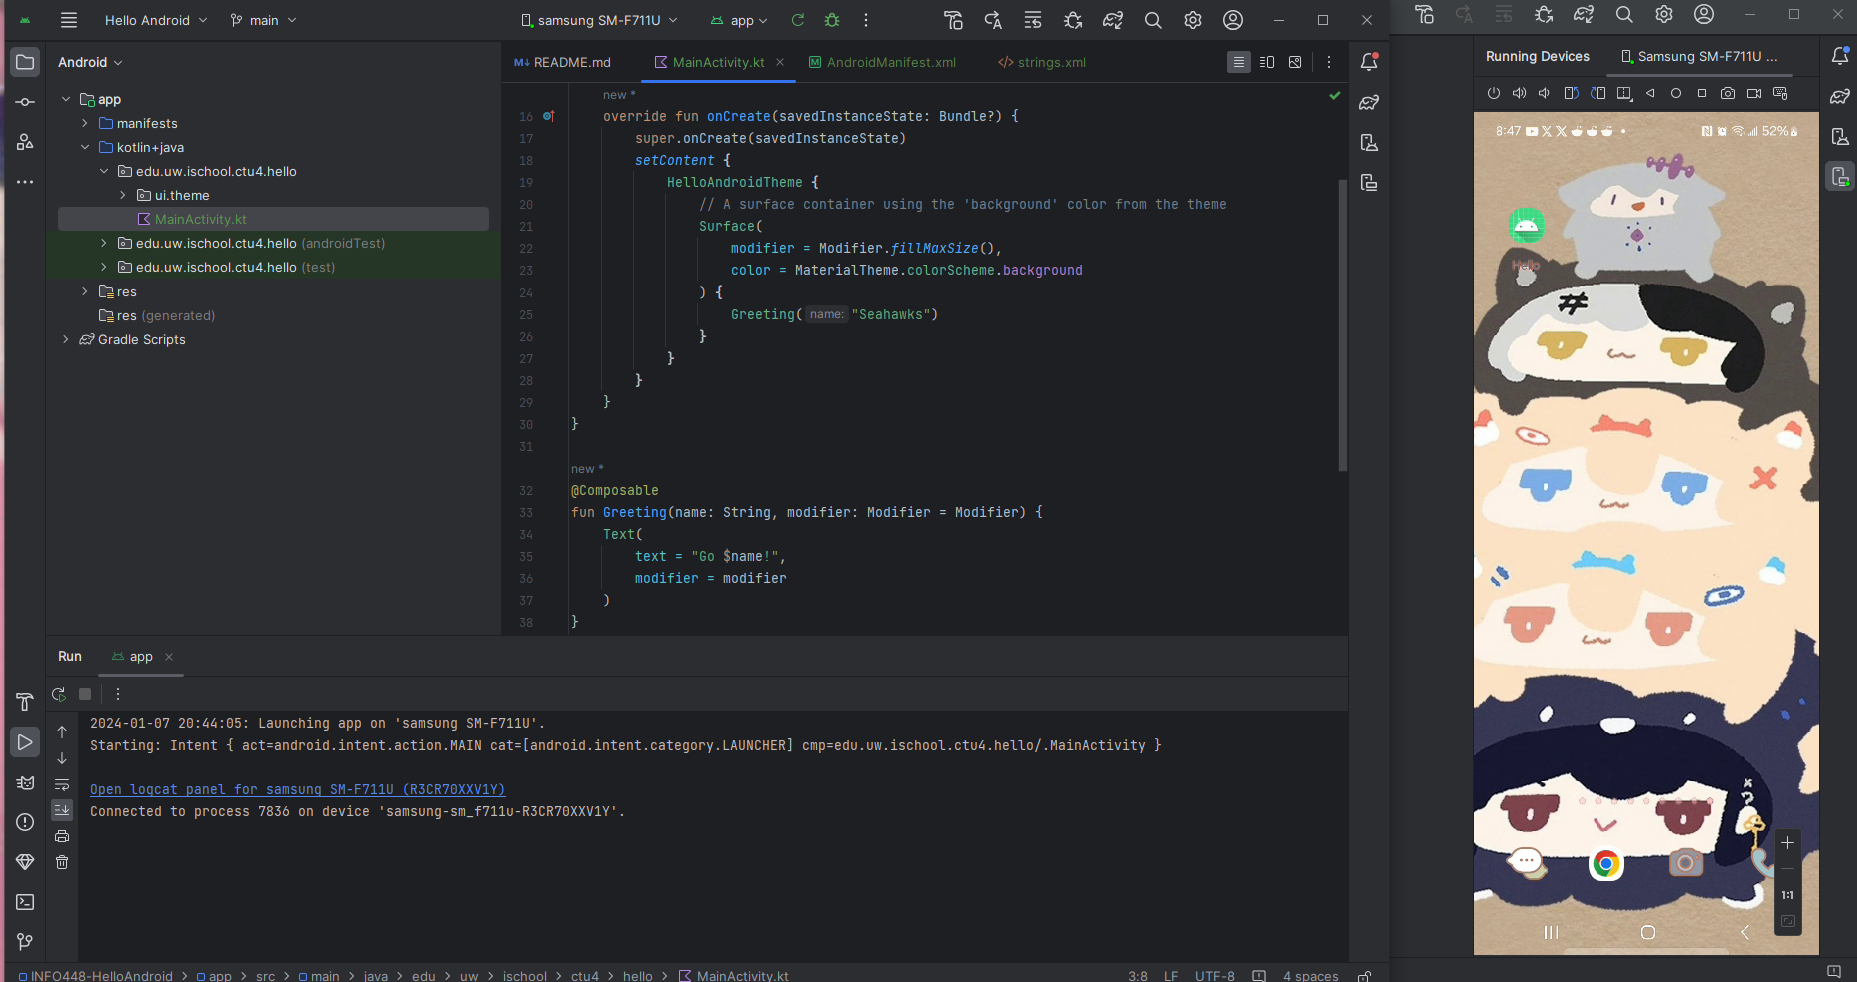 Hello Android
main
samsung SM-F711U
app
Android
app
manifests
kotlin+java
edu.uw.ischool.ctu4.hello
ui.theme
MainActivity.kt
edu.uw.ischool.ctu4.hello (androidTest)
edu.uw.ischool.ctu4.hello (test)
res
res (generated)
Gradle Scripts
M↓ README.md
MainActivity.kt
M AndroidManifest.xml
</> strings.xml
new *
16 override fun onCreate(savedInstanceState: Bundle?) {
17 super.onCreate(savedInstanceState)
18 setContent {
19 HelloAndroidTheme {
20 // A surface container using the 'background' color from the theme
21 Surface(
22 modifier = Modifier.fillMaxSize(),
23 color = MaterialTheme.colorScheme.background
24 ) {
25 Greeting( name: "Seahawks")
26 }
27 }
28 }
29 }
30 }
31
new *
32 @Composable
33 fun Greeting(name: String, modifier: Modifier = Modifier) {
34 Text(
35 text = "Go $name!",
36 modifier = modifier
37 )
38 }
Run
app
2024-01-07 20:44:05: Launching app on 'samsung SM-F711U'.
Starting: Intent { act=android.intent.action.MAIN cat=[android.intent.category.LAUNCHER] cmp=edu.uw.ischool.ctu4.hello/.MainActivity }
Open logcat panel for samsung SM-F711U (R3CR70XXV1Y)
Connected to process 7836 on device 'samsung-sm_f711u-R3CR70XXV1Y'.
INFO448-HelloAndroid > app > src > main > java > edu > uw > ischool > ctu4 > hello > MainActivity.kt
3:8 LF UTF-8 4 spaces
Running Devices
Samsung SM-F711U ...
8:47
52%
Hello
#
1:1